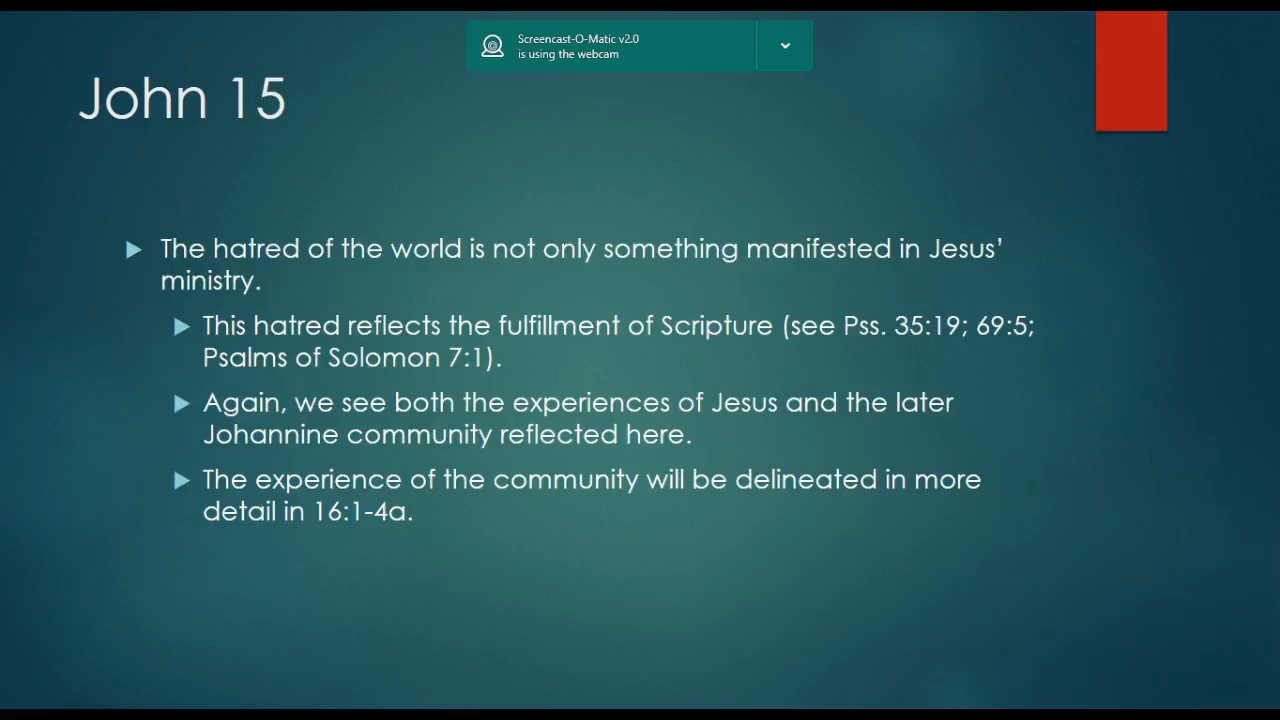 Screencast-O-Matic v2.0
is using the webcam
John 15
The hatred of the world is not only something manifested in Jesus’
ministry.
This hatred reflects the fulfillment of Scripture (see Pss. 35:19; 69:5;
Psalms of Solomon 7:1).
Again, we see both the experiences of Jesus and the later
Johannine community reflected here.
The experience of the community will be delineated in more
detail in 16:1-4a.